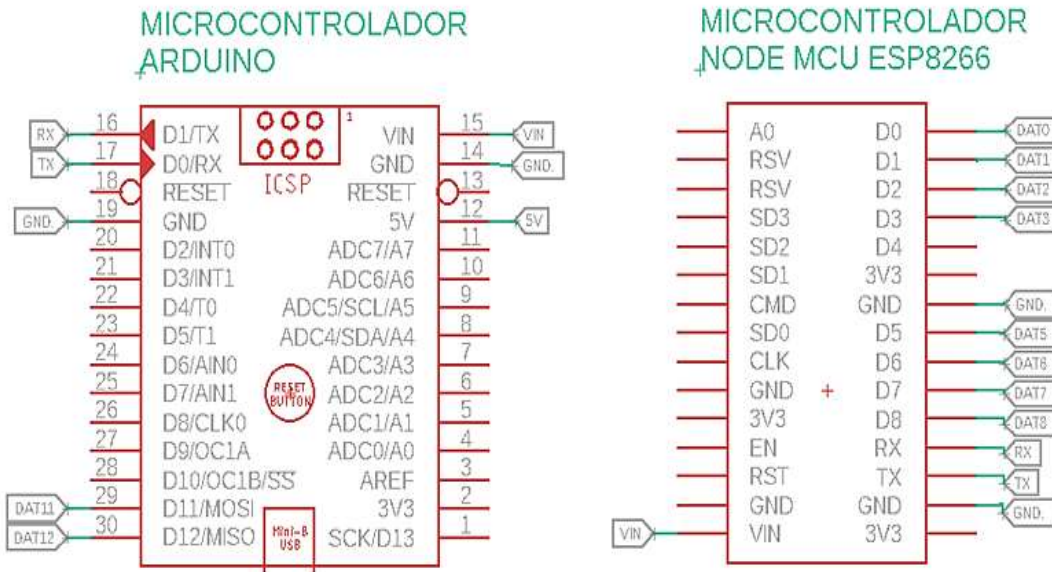 MICROCONTROLADOR
ARDUINO
RX 16 D1/TX 1 VIN 15 VIN
TX 17 D0/RX GND 14 GND.
18 RESET ICSP RESET 13
GND. 19 GND 5V 12 5V
20 D2/INT0 ADC7/A7 11
21 D3/INT1 ADC6/A6 10
22 D4/T0 ADC5/SCL/A5 9
23 D5/T1 ADC4/SDA/A4 8
24 D6/AIN0 ADC3/A3 7
25 D7/AIN1 RESET BUTTON ADC2/A2 6
26 D8/CLK0 ADC1/A1 5
27 D9/OC1A ADC0/A0 4
28 D10/OC1B/SS AREF 3
DAT11 29 D11/MOSI 3V3 2
DAT12 30 D12/MISO Mini-B USB SCK/D13 1
MICROCONTROLADOR
NODE MCU ESP8266
A0 D0 DAT0
RSV D1 DAT1
RSV D2 DAT2
SD3 D3 DAT3
SD2 D4
SD1 3V3
CMD GND GND.
SD0 D5 DAT5
CLK D6 DAT6
GND D7 DAT7
3V3 D8 DAT8
EN RX RX
RST TX TX
GND GND GND.
VIN VIN 3V3